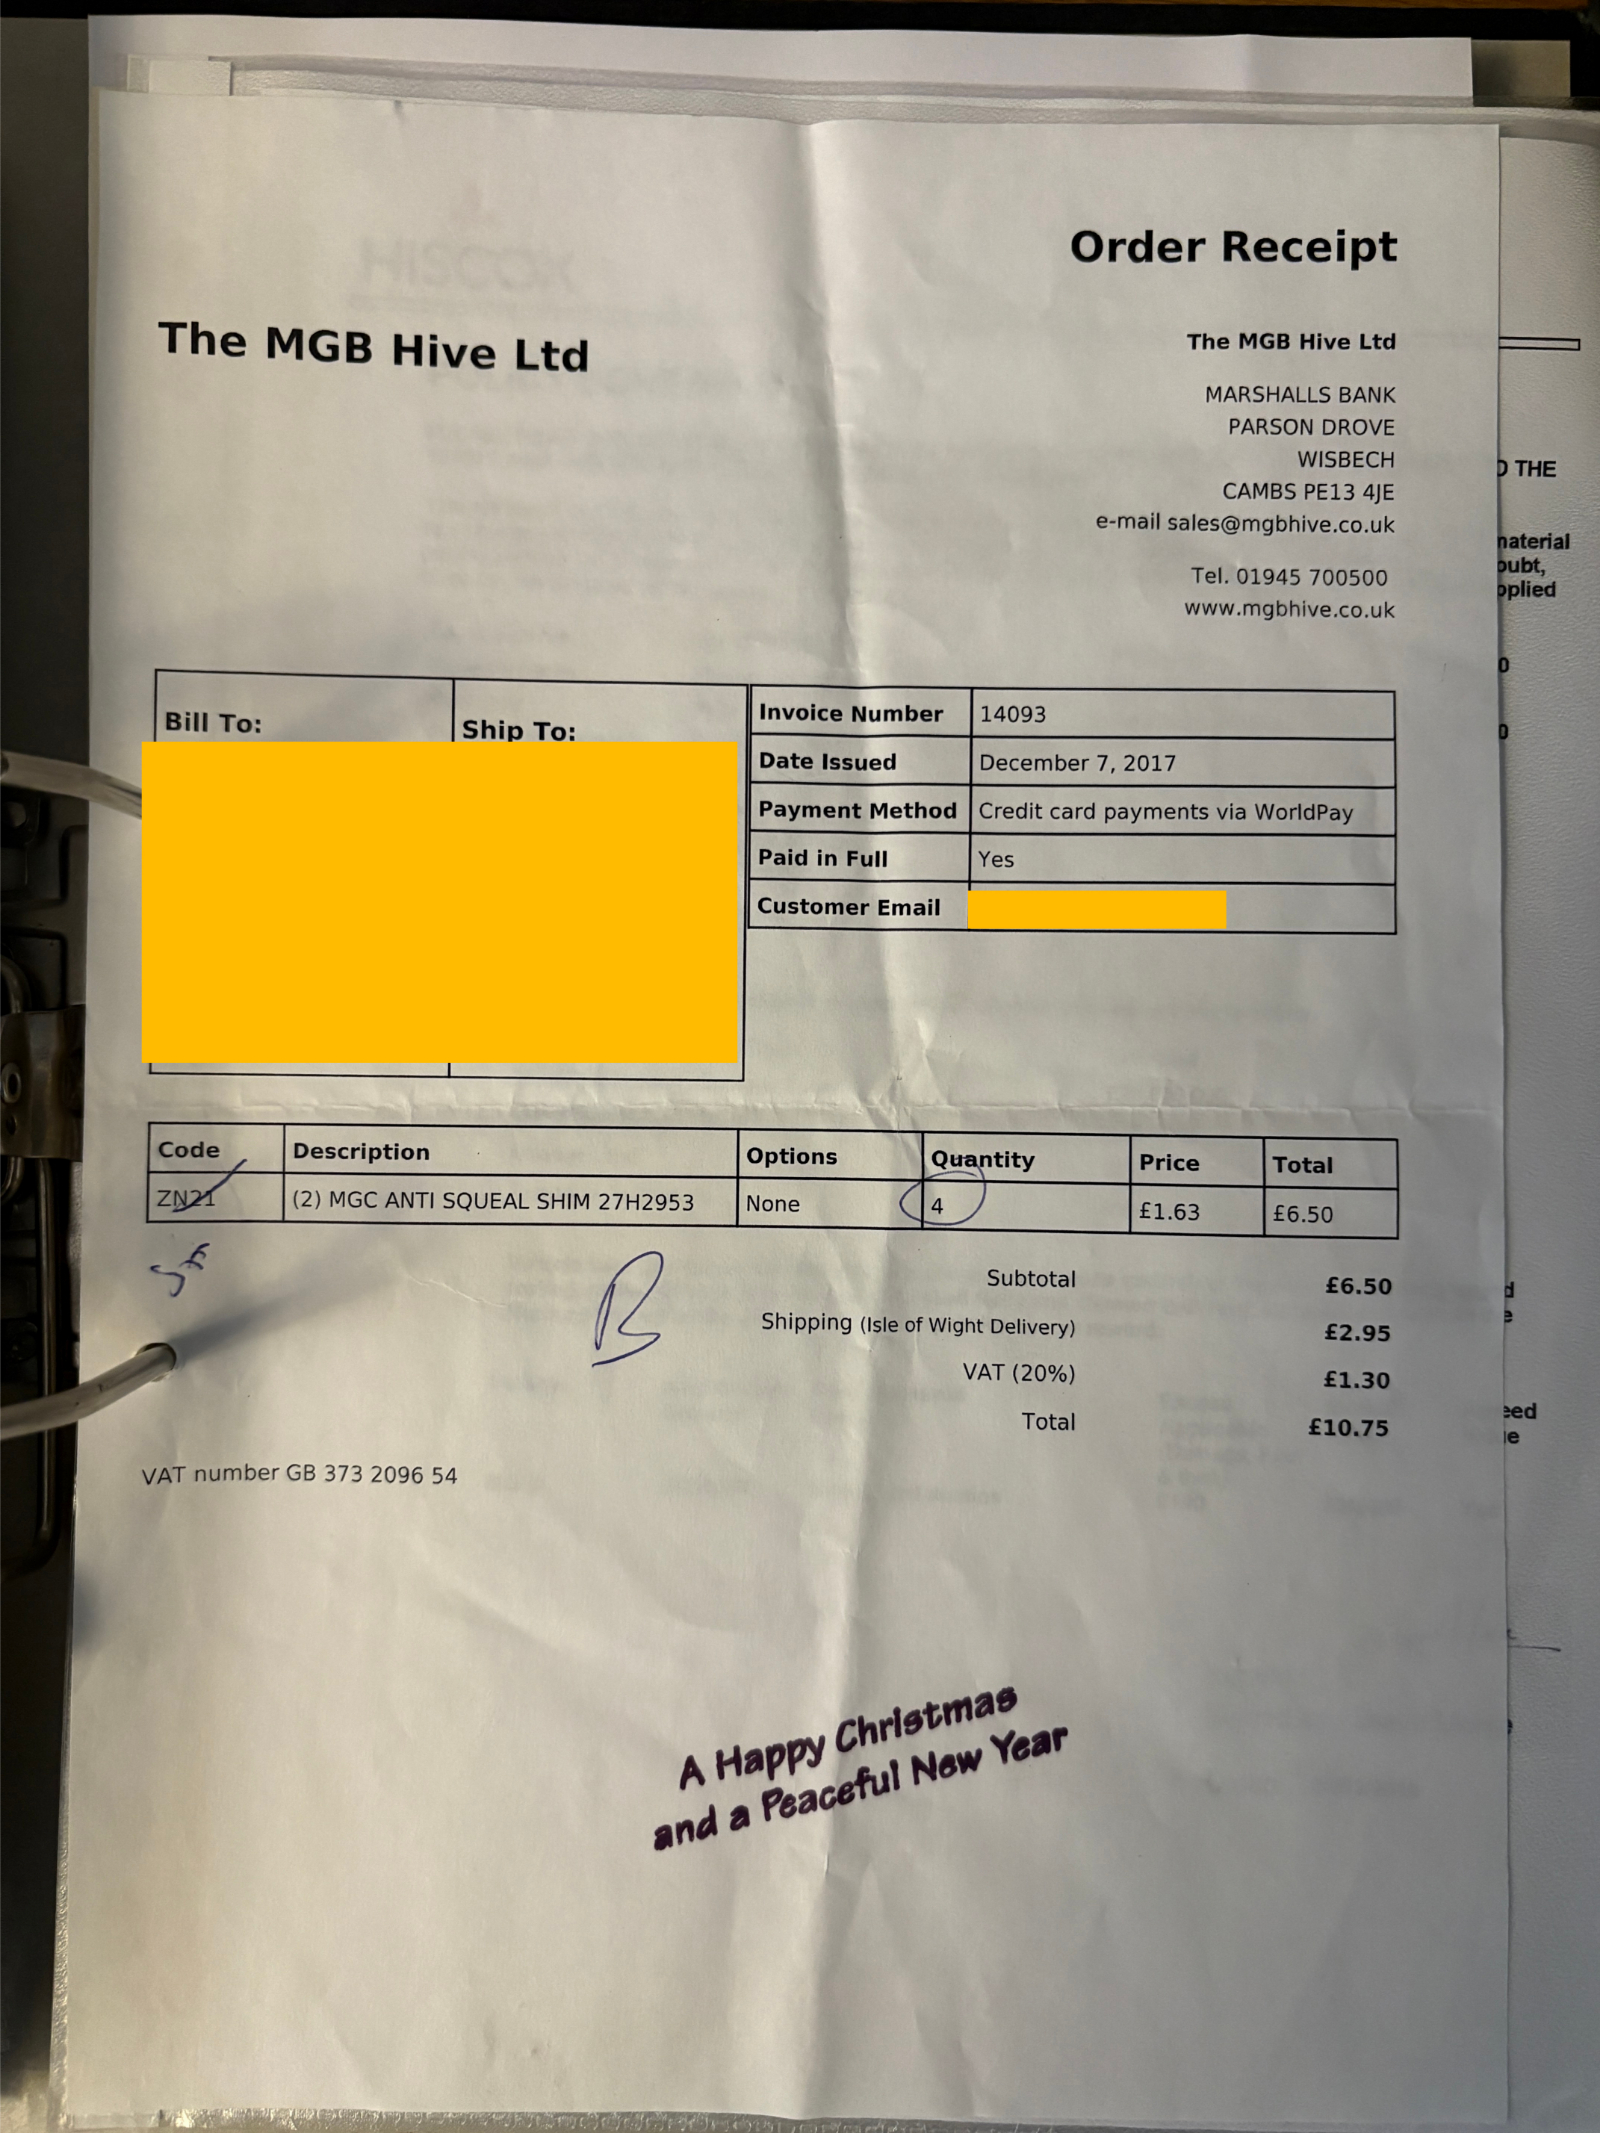 Order Receipt
The MGB Hive Ltd
The MGB Hive Ltd
MARSHALLS BANK
PARSON DROVE
WISBECH
CAMBS PE13 4JE
e-mail sales@mgbhive.co.uk
Tel. 01945 700500
www.mgbhive.co.uk
Bill To: Ship To:
Invoice Number 14093
Date Issued December 7, 2017
Payment Method Credit card payments via WorldPay
Paid in Full Yes
Customer Email
Code Description Options Quantity Price Total
ZN21 (2) MGC ANTI SQUEAL SHIM 27H2953 None 4 £1.63 £6.50
B
Subtotal £6.50
Shipping (Isle of Wight Delivery) £2.95
VAT (20%) £1.30
Total £10.75
VAT number GB 373 2096 54
A Happy Christmas
and a Peaceful New Year
THE
material
oubt,
pplied